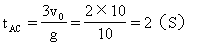 t_AC = 3v_0/g = 2×10/10 = 2（S）